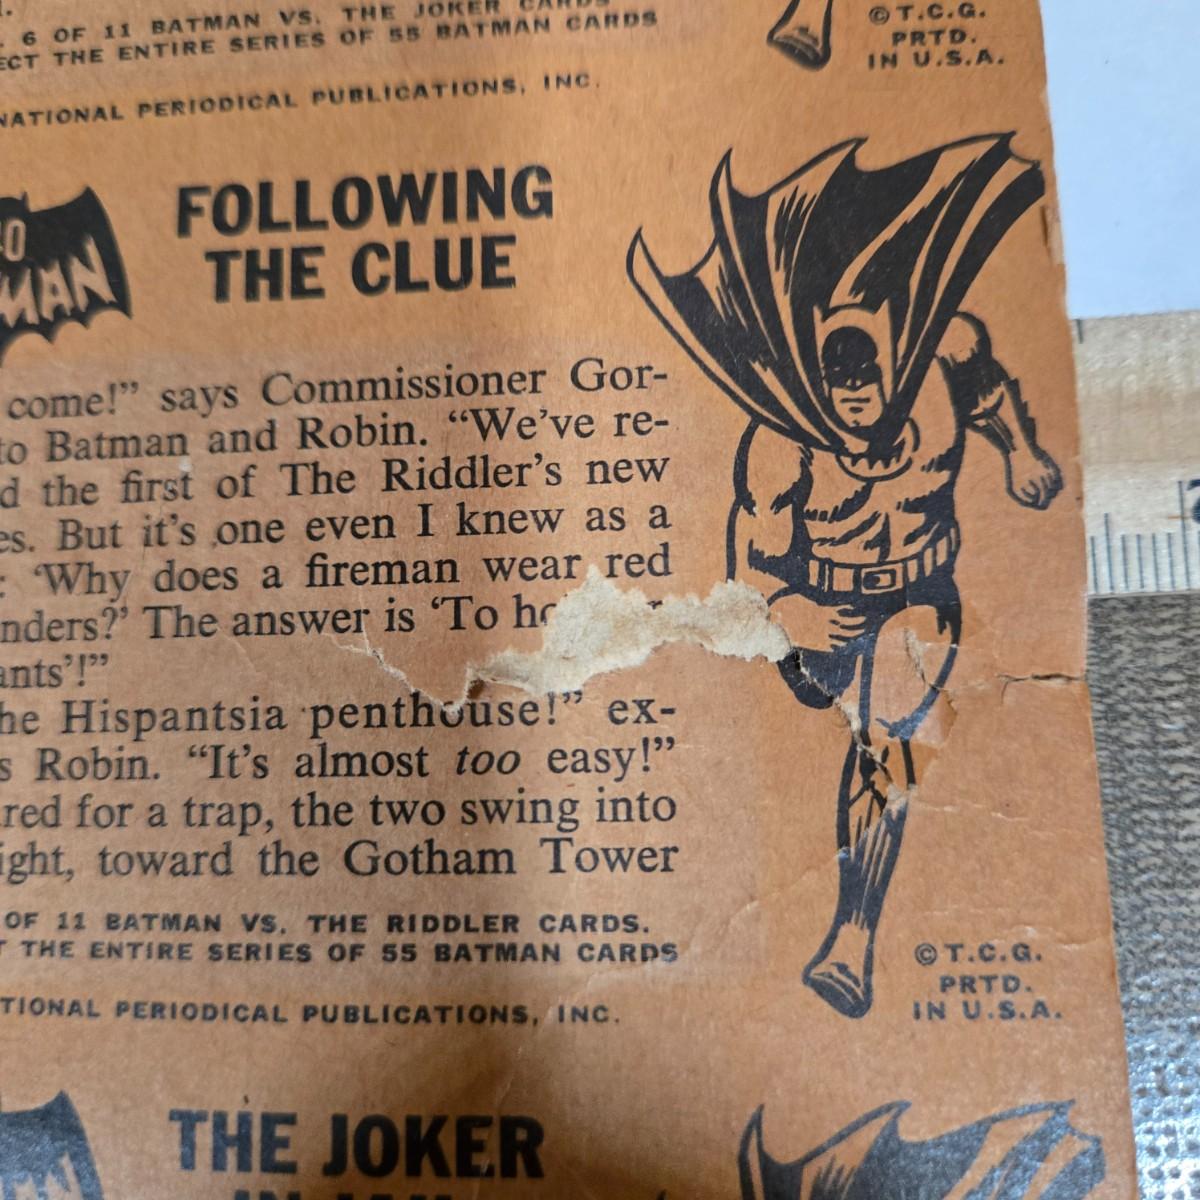 6 OF 11 BATMAN VS. THE JOKER CARDS
ECT THE ENTIRE SERIES OF 55 BATMAN CARDS
NATIONAL PERIODICAL PUBLICATIONS, INC.
© T.C.G.
PRTD.
IN U.S.A.
FOLLOWING
THE CLUE
MAN
come!” says Commissioner Gor-
to Batman and Robin. “We’ve re-
d the first of The Riddler’s new
es. But it’s one even I knew as a
: ‘Why does a fireman wear red
nders?’ The answer is ‘To ho
ants’!”
he Hispantsia penthouse!” ex-
s Robin. “It’s almost too easy!”
red for a trap, the two swing into
ight, toward the Gotham Tower
OF 11 BATMAN VS. THE RIDDLER CARDS.
T THE ENTIRE SERIES OF 55 BATMAN CARDS
TIONAL PERIODICAL PUBLICATIONS, INC.
© T.C.G.
PRTD.
IN U.S.A.
THE JOKER